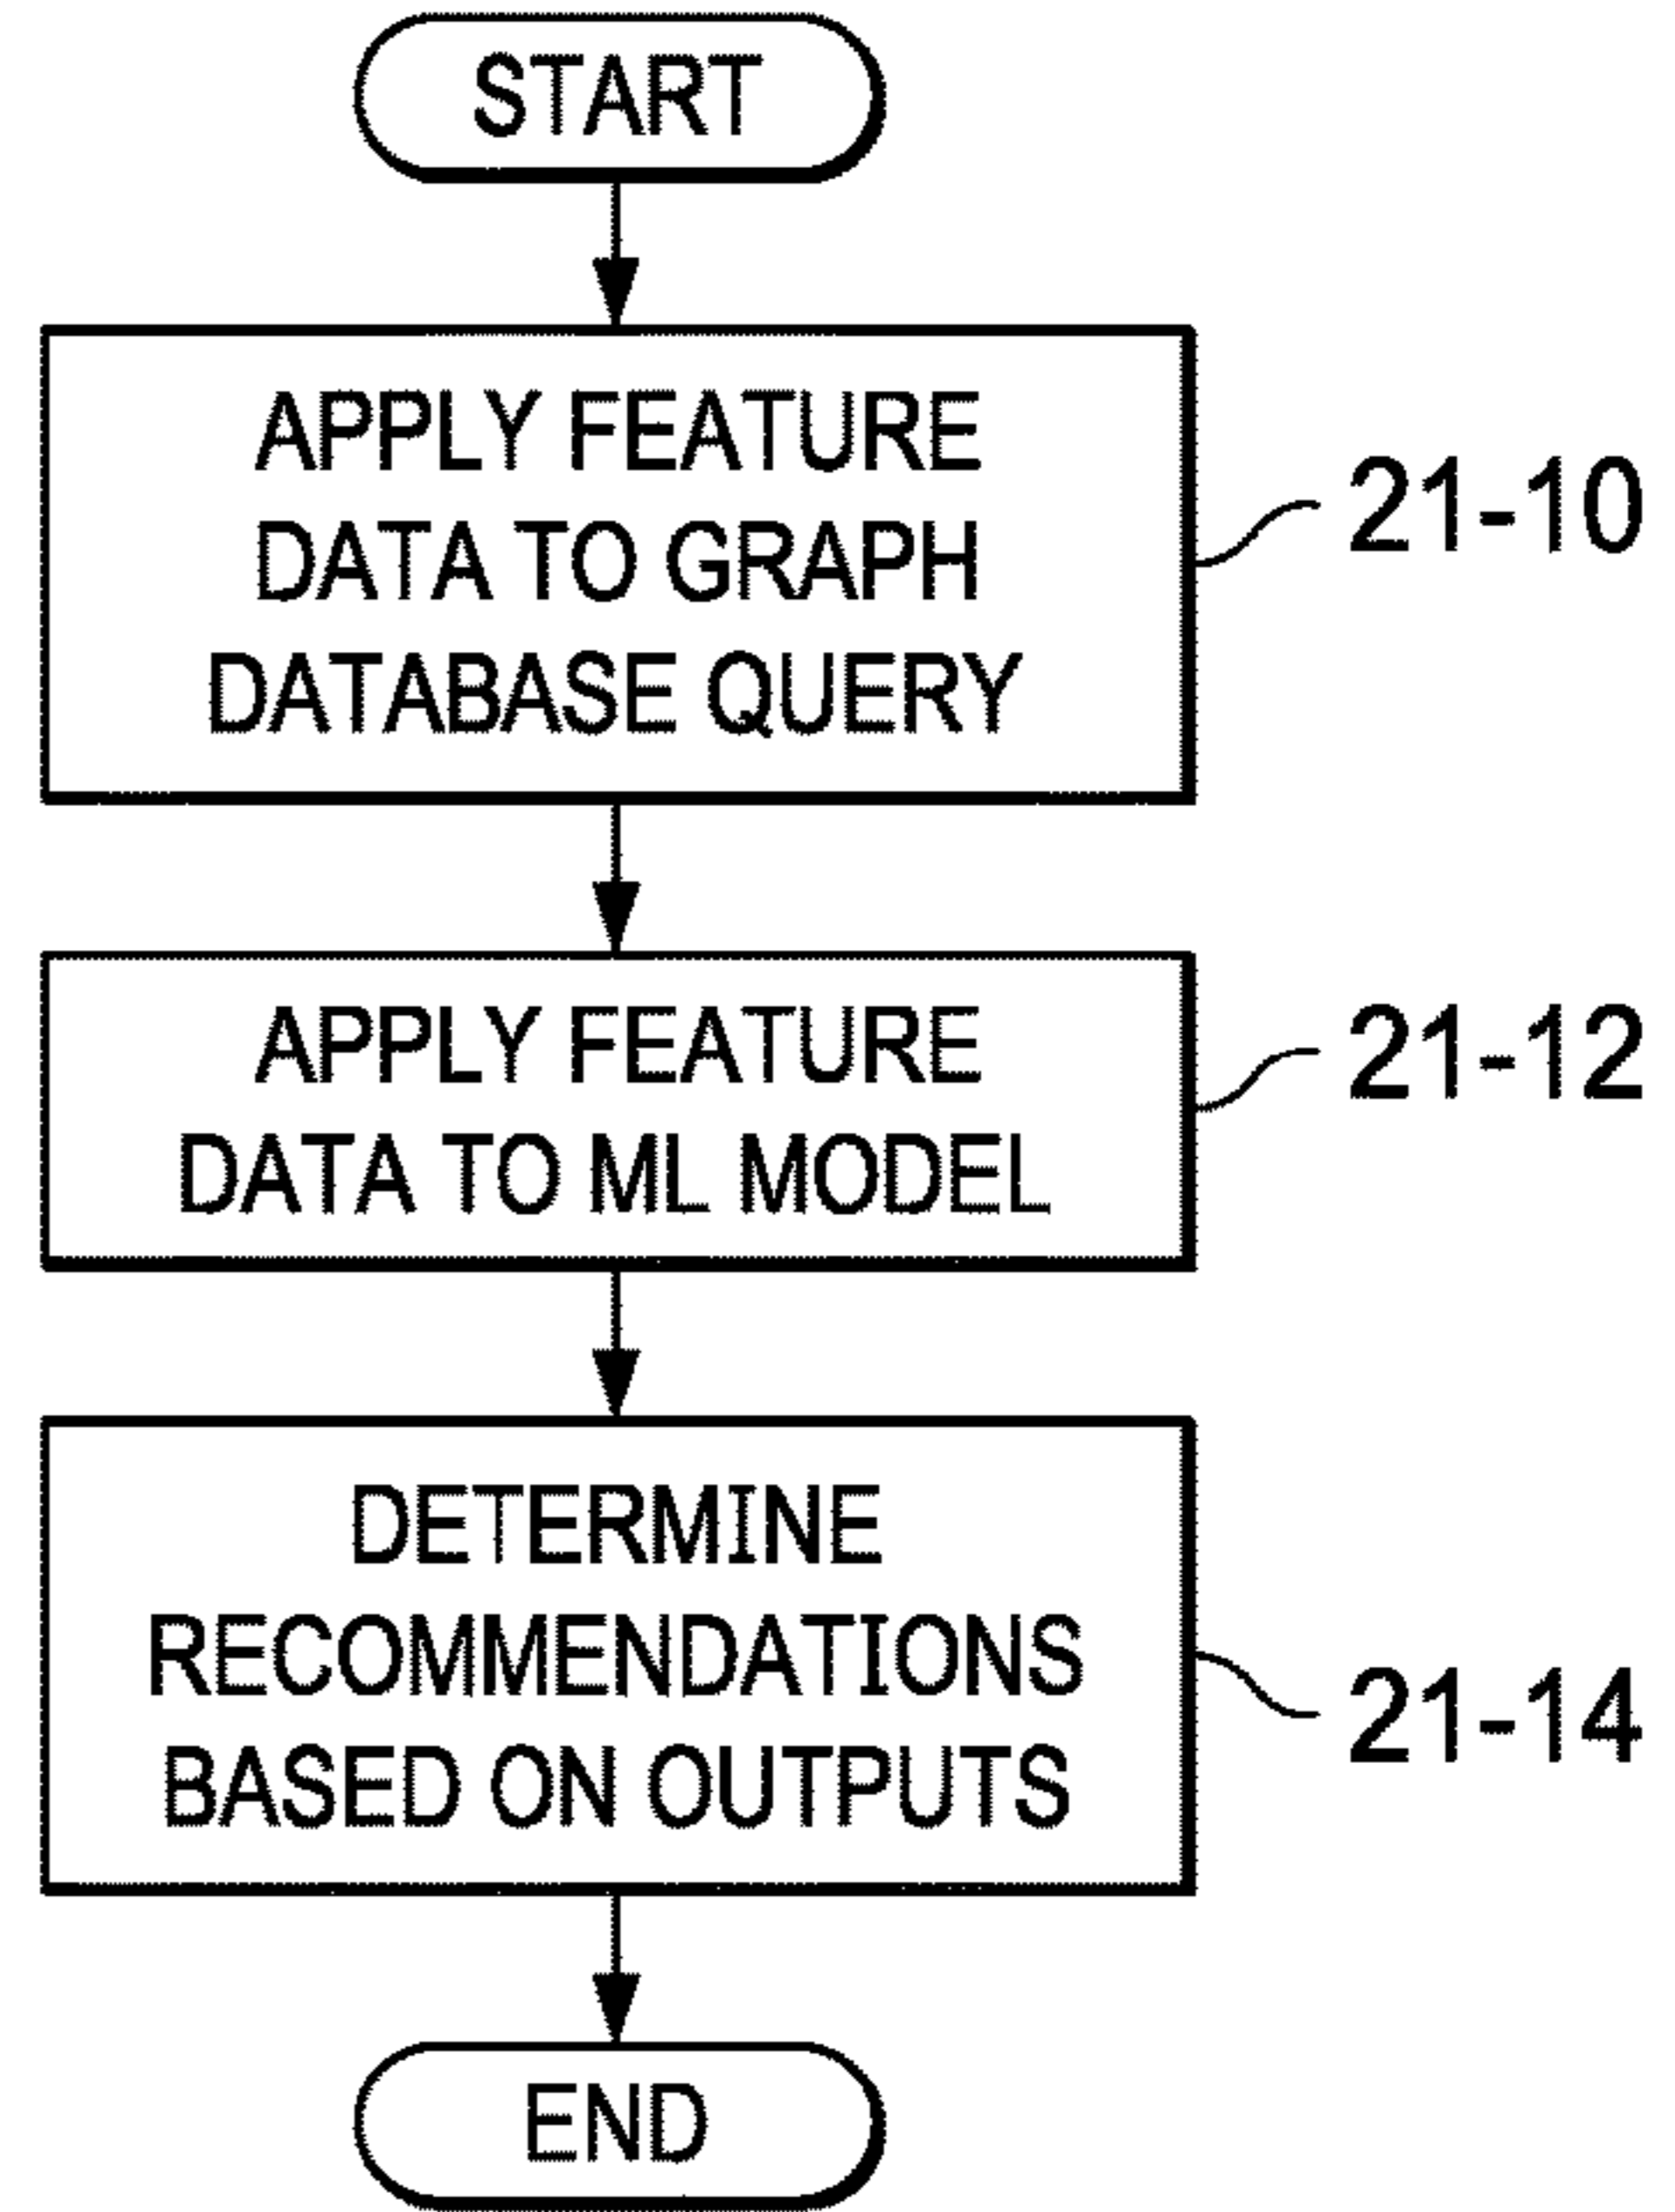 START
APPLY FEATURE
DATA TO GRAPH
DATABASE QUERY
21-10
APPLY FEATURE
DATA TO ML MODEL
21-12
DETERMINE
RECOMMENDATIONS
BASED ON OUTPUTS
21-14
END